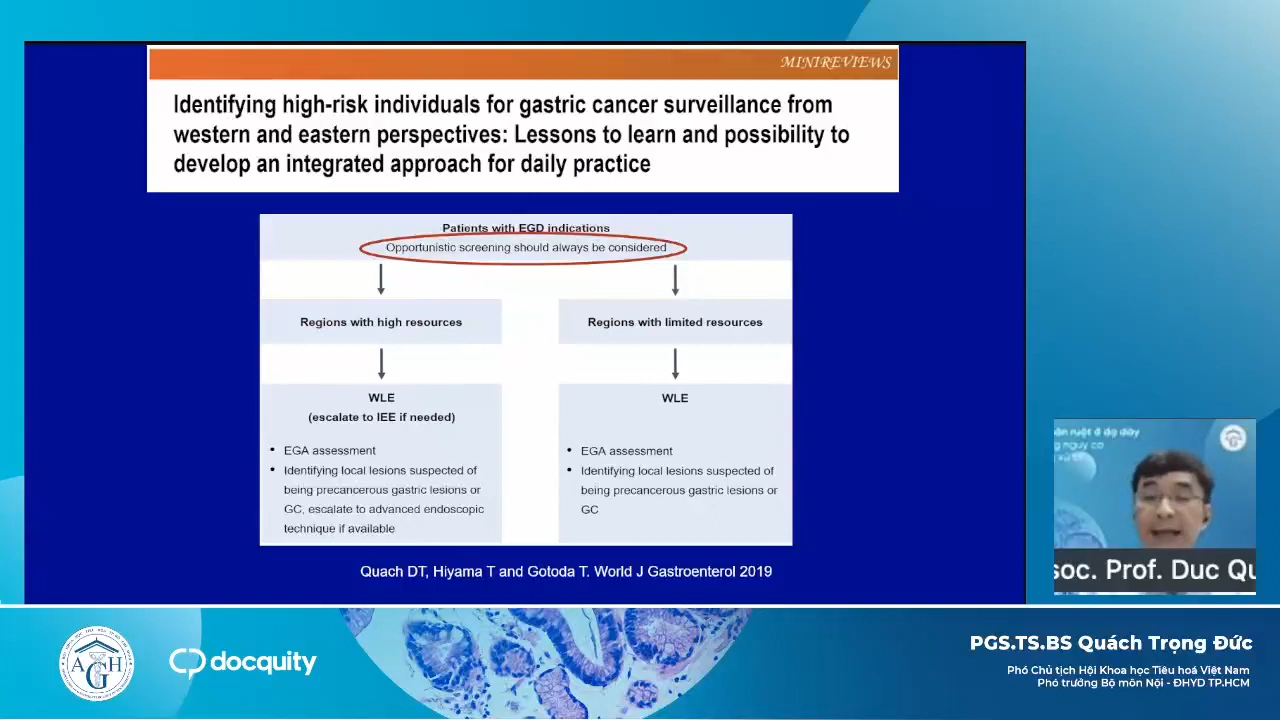 MINIREVIEWS
Identifying high-risk individuals for gastric cancer surveillance from
western and eastern perspectives: Lessons to learn and possibility to
develop an integrated approach for daily practice
Patients with EGD indications
Opportunistic screening should always be considered
Regions with high resources
WLE
(escalate to IEE if needed)
• EGA assessment
• Identifying local lesions suspected of
being precancerous gastric lesions or
GC, escalate to advanced endoscopic
technique if available
Regions with limited resources
WLE
• EGA assessment
• Identifying local lesions suspected of
being precancerous gastric lesions or
GC
Quach DT, Hiyama T and Gotoda T. World J Gastroenterol 2019
ruột ở dạ dày
nguy cơ
soc. Prof. Duc Qu
AGH
docquity
PGS.TS.BS Quách Trọng Đức
Phó Chủ tịch Hội Khoa học Tiêu hoá Việt Nam
Phó trưởng Bộ môn Nội - ĐHYD TP.HCM